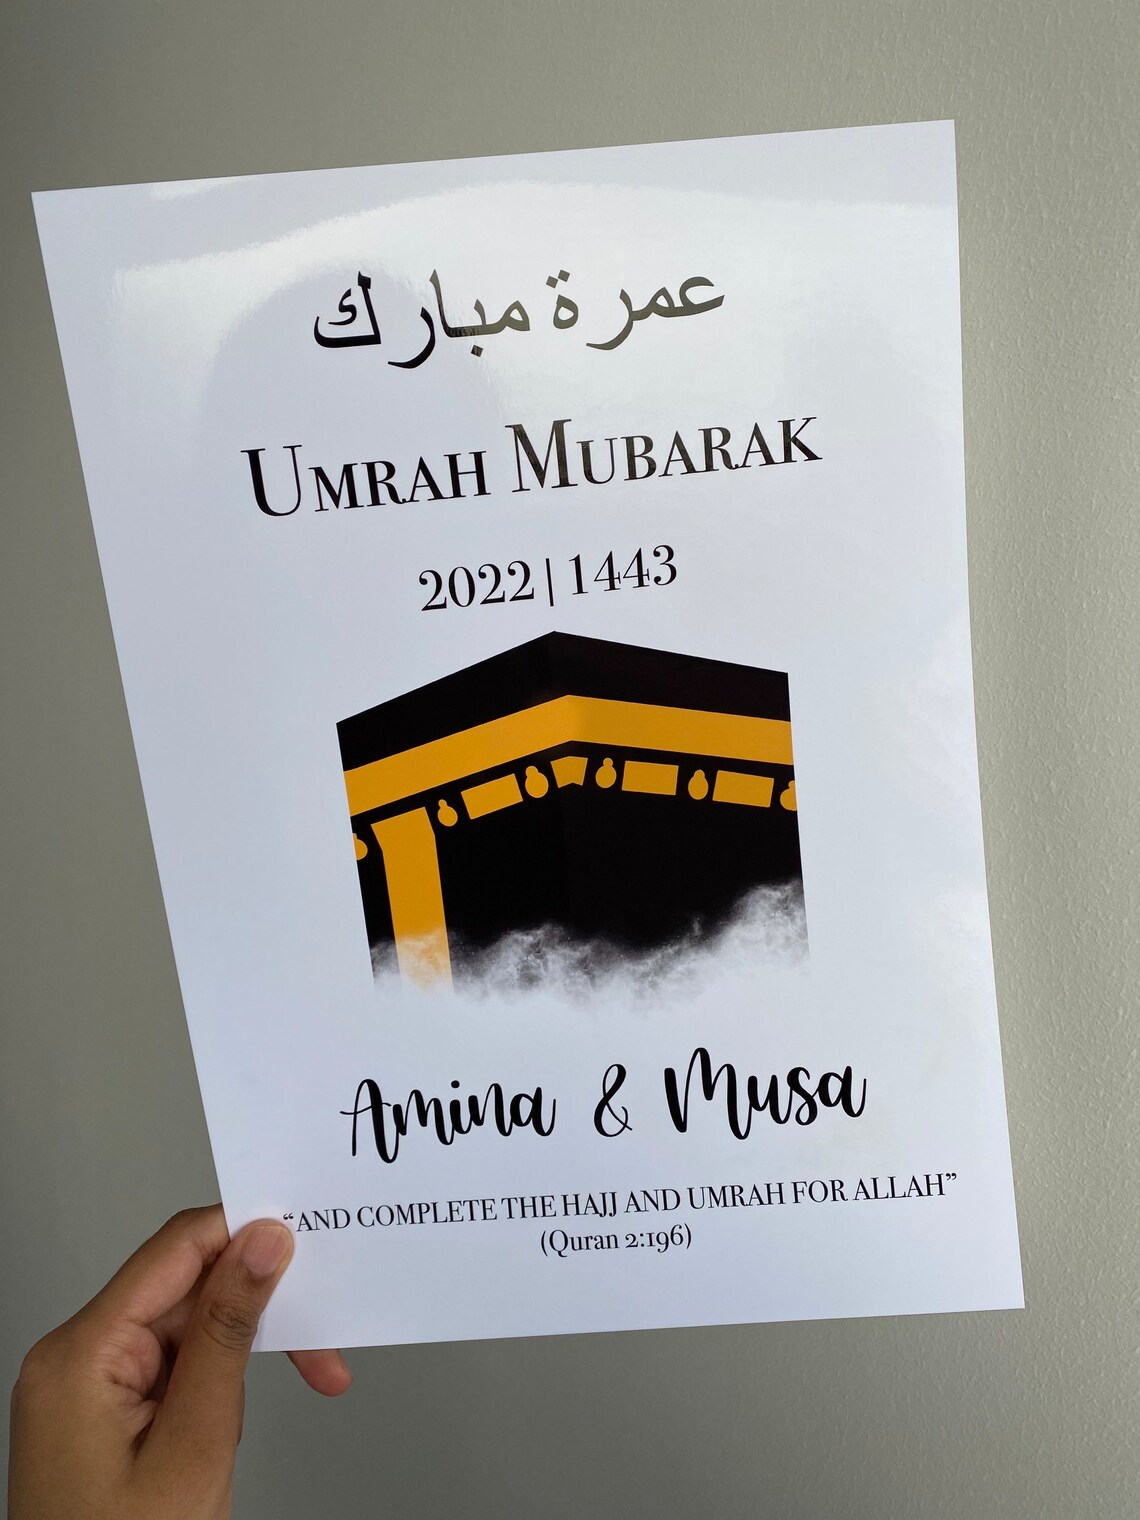 عمرة مبارك
UMRAH MUBARAK
2022|1443
Amina & Musa
“AND COMPLETE THE HAJJ AND UMRAH FOR ALLAH”
(Quran 2:196)